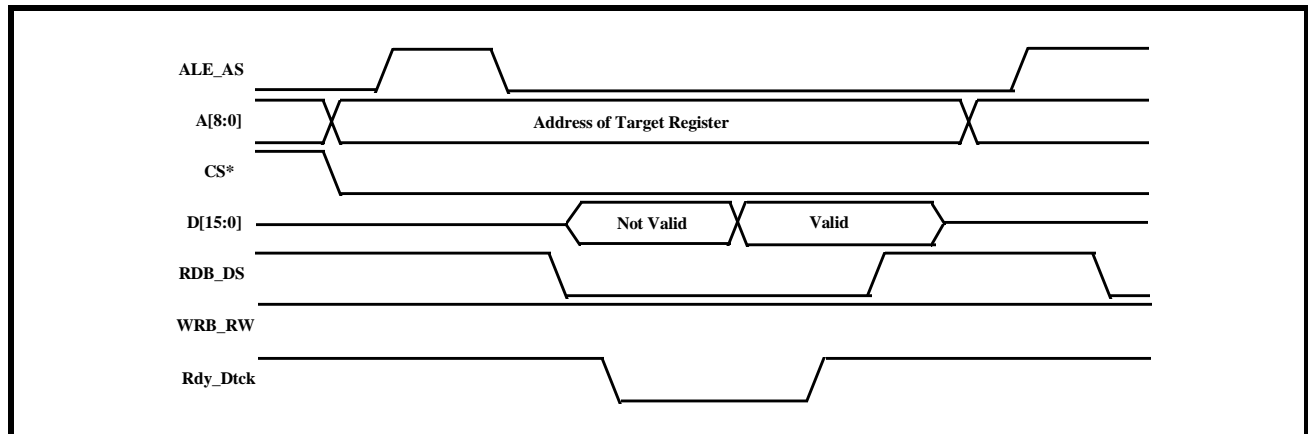 ALE_AS
A[8:0]
Address of Target Register
CS*
D[15:0]
Not Valid
Valid
RDB_DS
WRB_RW
Rdy_Dtck